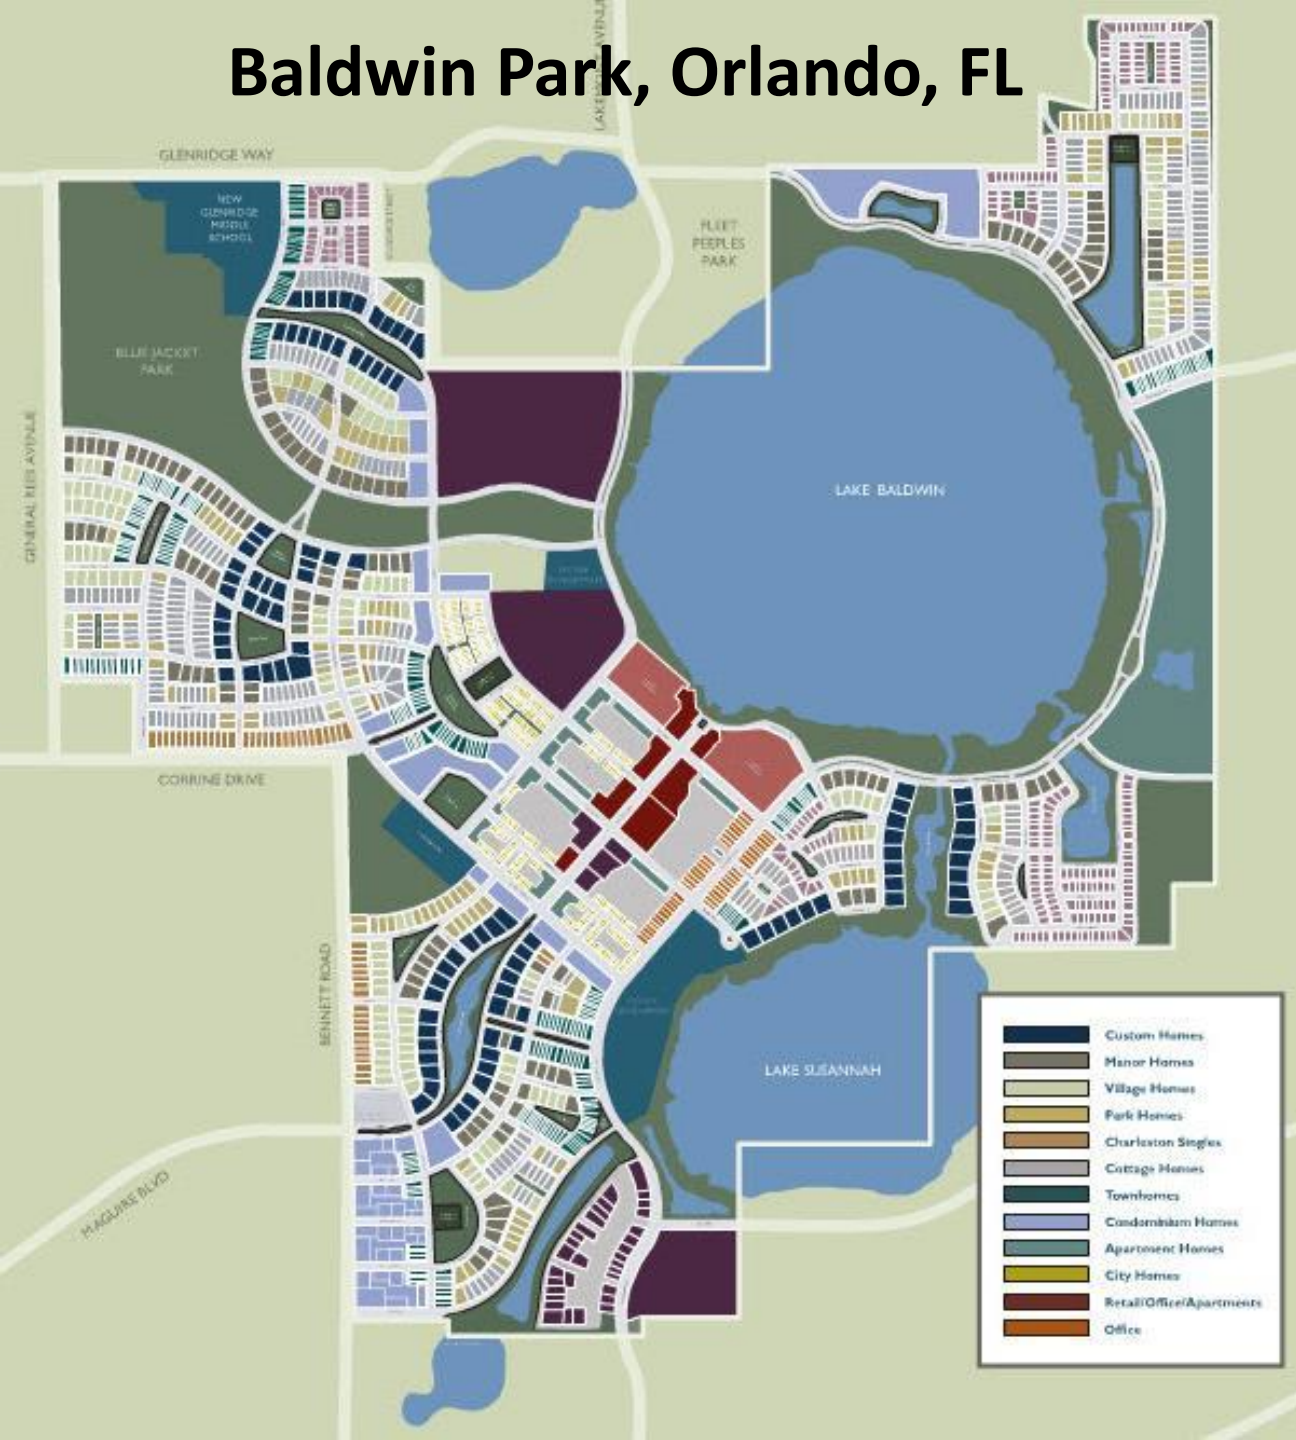 Baldwin Park, Orlando, FL
LAKEMONT AVENUE
GLENRIDGE WAY
NEW
GLENRIDGE
MIDDLE
SCHOOL
FLEET
PEEPLES
PARK
BLUE JACKET
PARK
GENERAL REES AVENUE
LAKE BALDWIN
CORRINE DRIVE
BENNETT ROAD
LAKE SUSANNAH
MAGUIRE BLVD
Custom Homes
Manor Homes
Village Homes
Park Homes
Charleston Singles
Cottage Homes
Townhomes
Condominium Homes
Apartment Homes
City Homes
Retail/Office/Apartments
Office